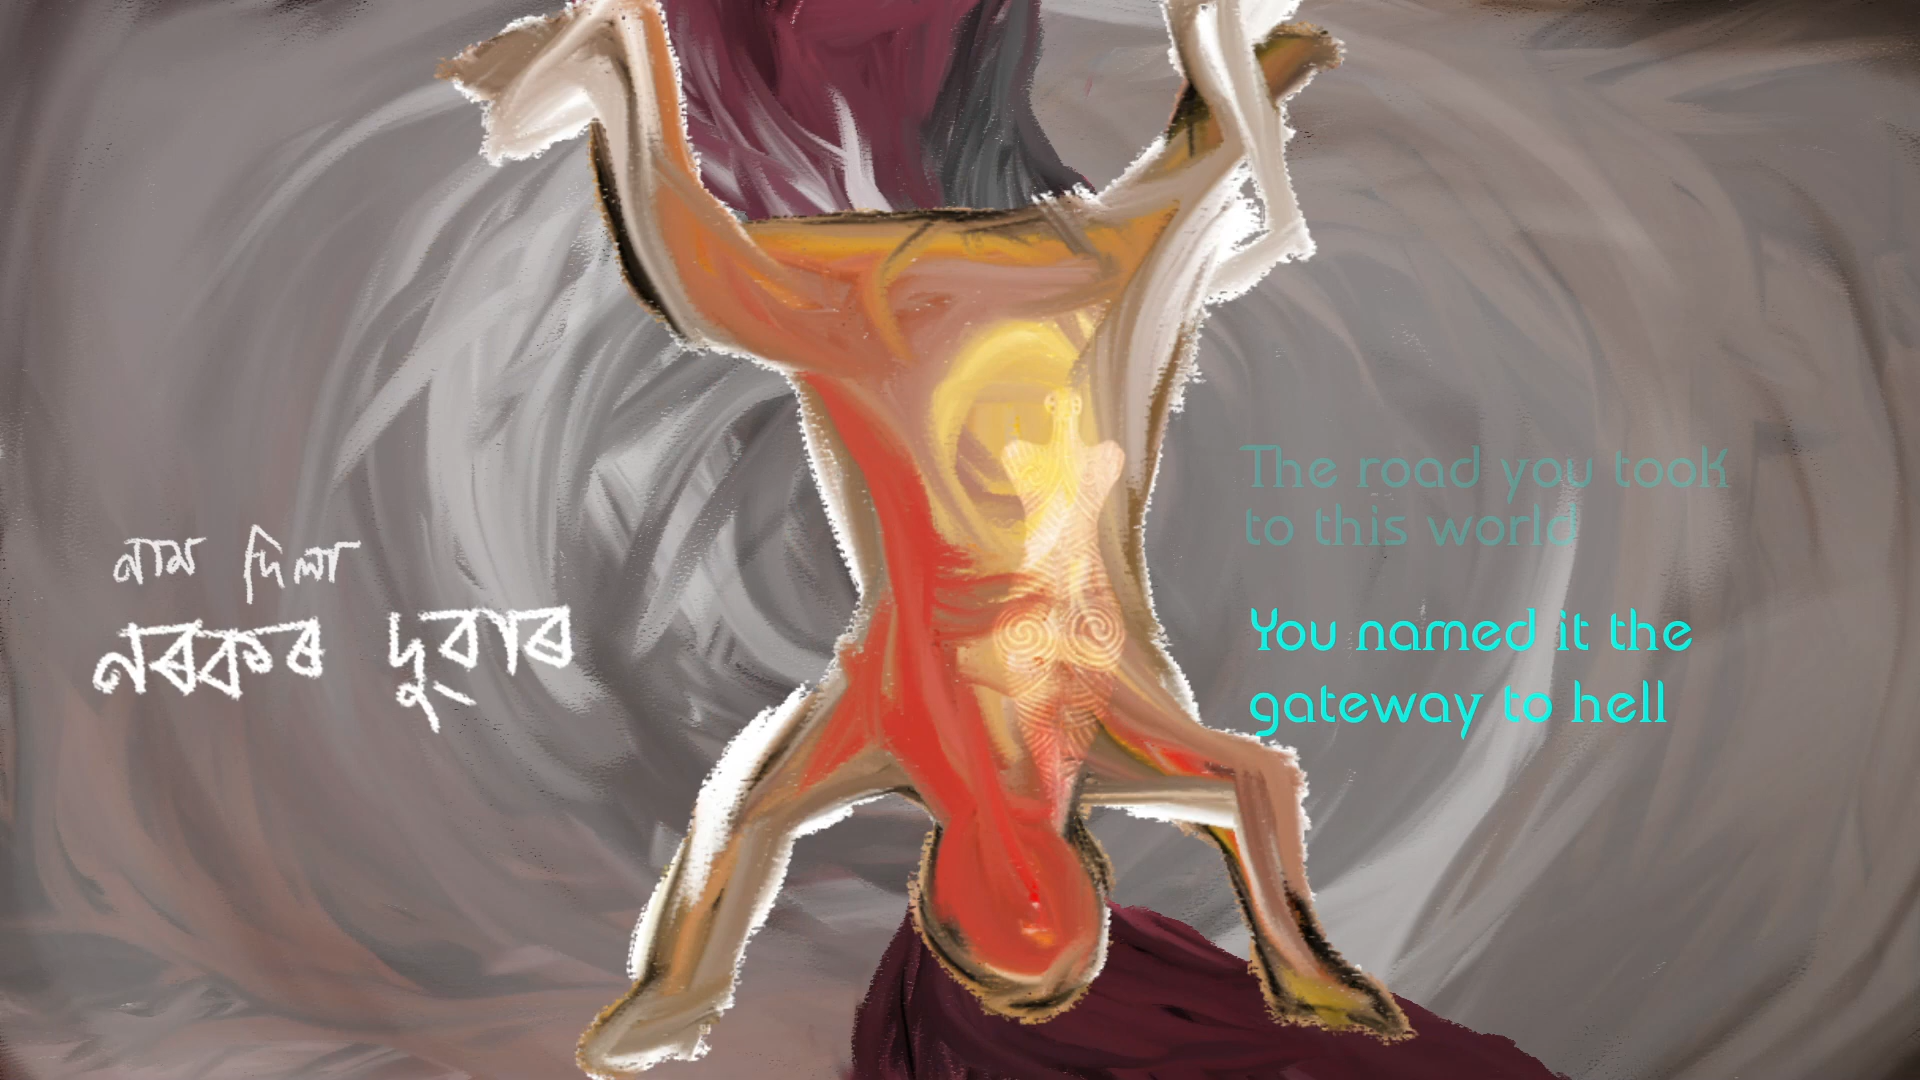 নাম দিলা
নৰকৰ দুৱাৰ
The road you took
to this world
You named it the
gateway to hell